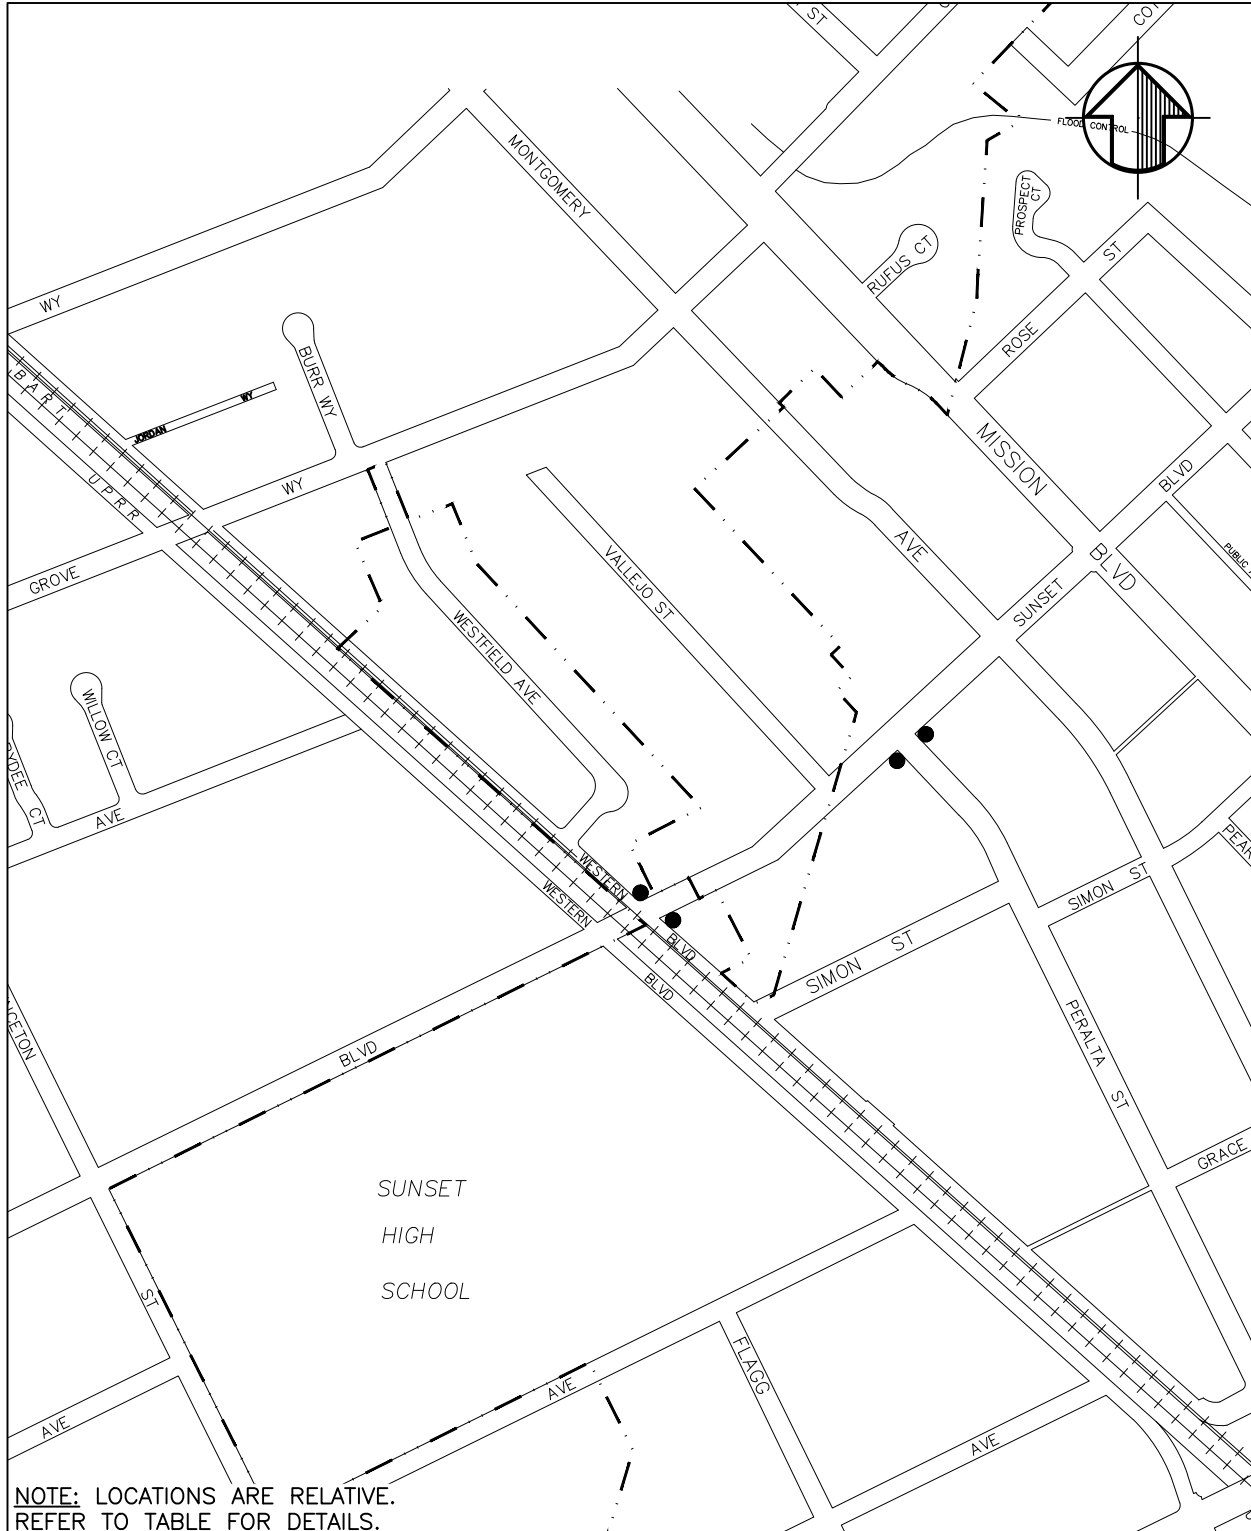 ST
FLOOD CONTROL
MONTGOMERY
PROSPECT
CT
RUFUS CT
ST
ROSE
WY
BURR WY
BART
JORDAN
WY
MISSION
UPRR
WY
BLVD
AVE
BLVD
GROVE
VALLEJO ST
SUNSET
WESTFIELD AVE
WILLOW CT
CT
AVE
WESTERN
WESTERN
SIMON
ST
BLVD
BLVD
SIMON
ST
BLVD
PERALTA
ST
GRACE
SUNSET
HIGH
SCHOOL
ST
FLAGG
AVE
AVE
AVE
NOTE: LOCATIONS ARE RELATIVE.
REFER TO TABLE FOR DETAILS.